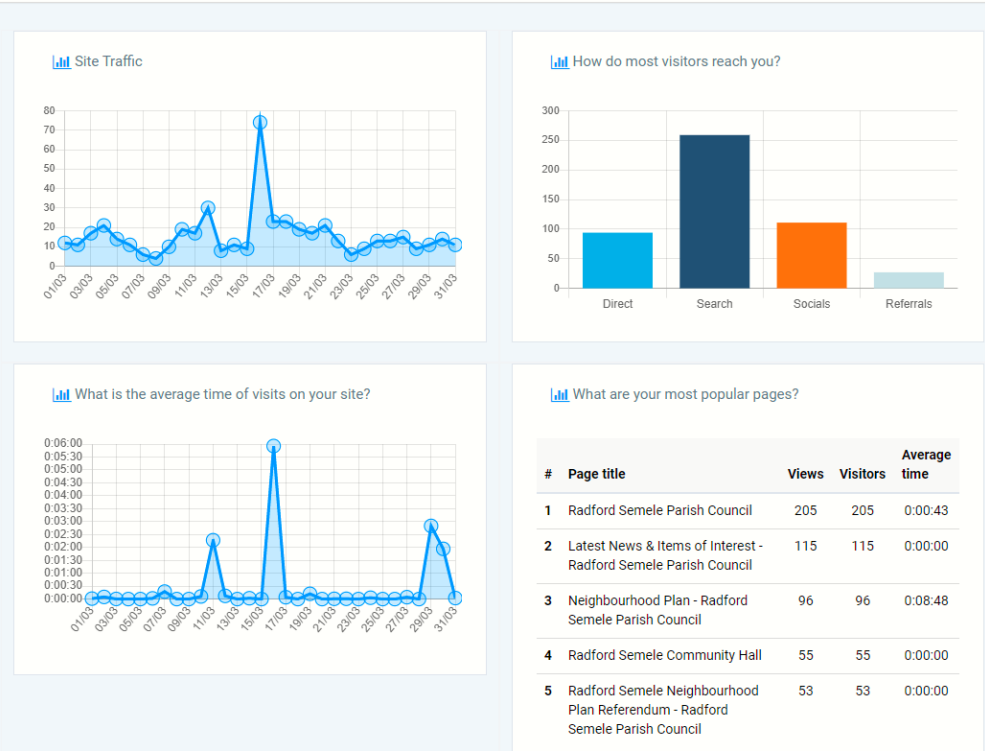 Site Traffic
80
70
60
50
40
30
20
10
0
01/03 03/03 05/03 07/03 09/03 11/03 13/03 15/03 17/03 19/03 21/03 23/03 25/03 27/03 29/03 31/03
How do most visitors reach you?
300
250
200
150
100
50
0
Direct Search Socials Referrals
What is the average time of visits on your site?
0:06:00
0:05:30
0:05:00
0:04:30
0:04:00
0:03:30
0:03:00
0:02:30
0:02:00
0:01:30
0:01:00
0:00:30
0:00:00
01/03 03/03 05/03 07/03 09/03 11/03 13/03 15/03 17/03 19/03 21/03 23/03 25/03 27/03 29/03 31/03
What are your most popular pages?
# Page title Views Visitors Average
time
1 Radford Semele Parish Council 205 205 0:00:43
2 Latest News & Items of Interest - 115 115 0:00:00
Radford Semele Parish Council
3 Neighbourhood Plan - Radford 96 96 0:08:48
Semele Parish Council
4 Radford Semele Community Hall 55 55 0:00:00
5 Radford Semele Neighbourhood 53 53 0:00:00
Plan Referendum - Radford
Semele Parish Council